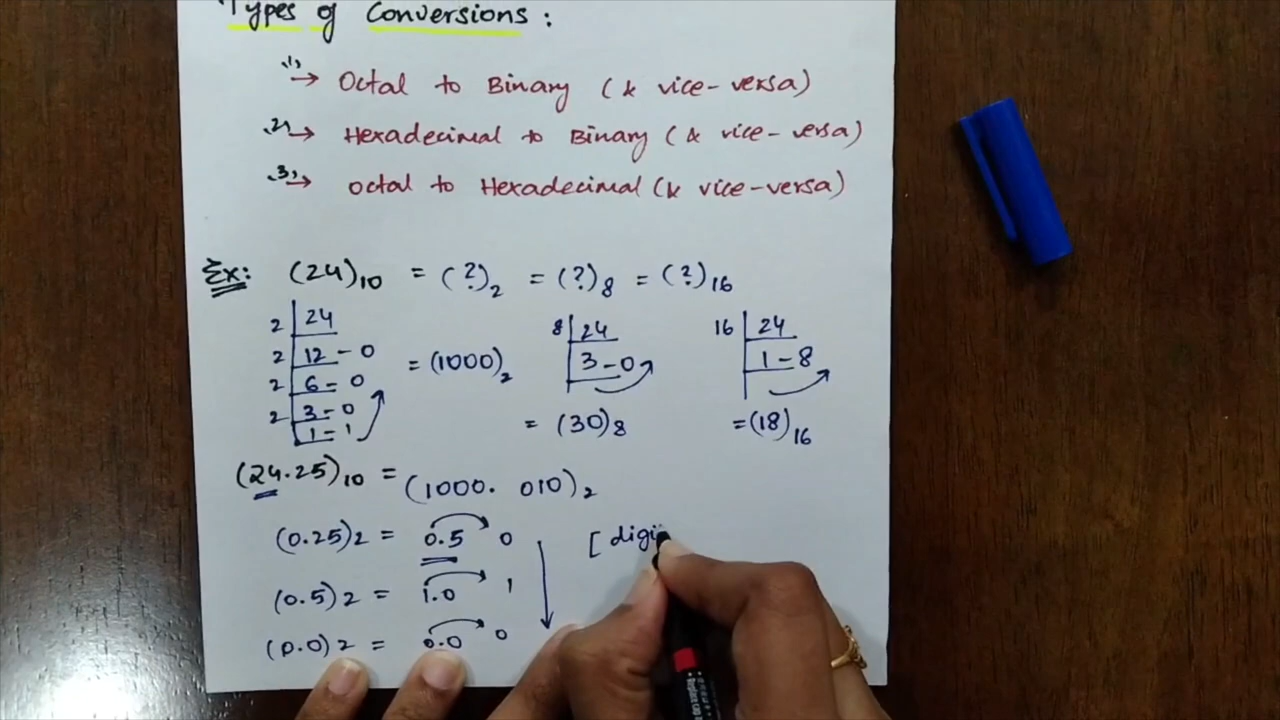 Types of Conversions :
1, → Octal to Binary (& vice-versa)
2, → Hexadecimal to Binary (& vice-versa)
3, → octal to Hexadecimal (& vice-versa)
Ex: (24)10 = (?)2 = (?)8 = (?)16
2 24
2 12 - 0
2 6 - 0
2 3 - 0
1 - 1
= (1000)2
8 24
3 - 0
= (30)8
16 24
1 - 8
= (18)16
(24.25)10 = (1000. 010)2
(0.25)2 = 0.5 0
(0.5)2 = 1.0 1
(0.0)2 = 0.0 0
[ digi